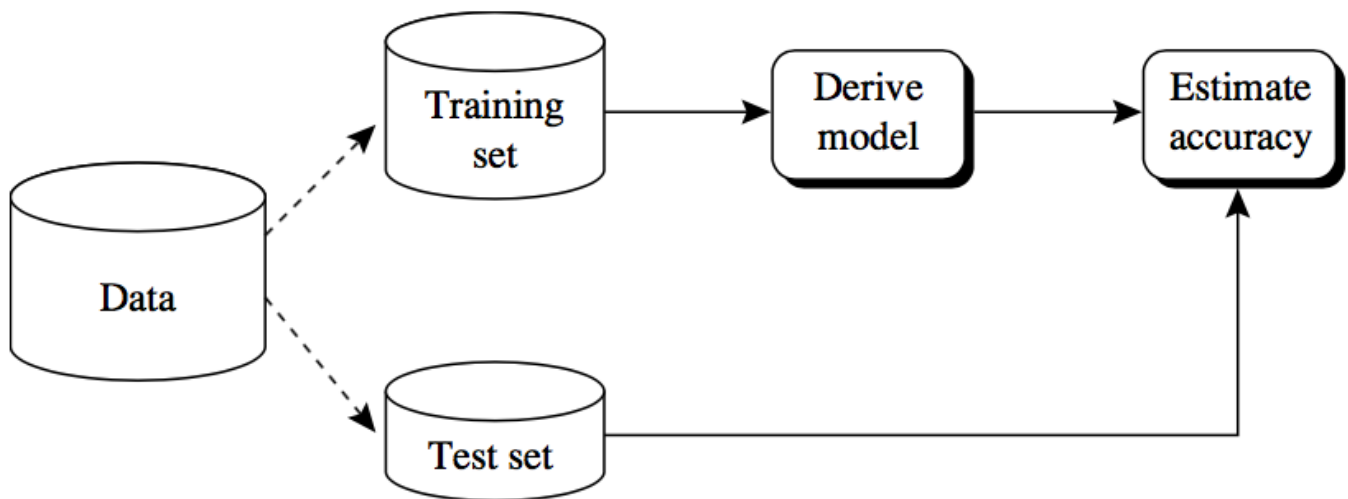 Training
set
Derive
model
Estimate
accuracy
Data
Test set